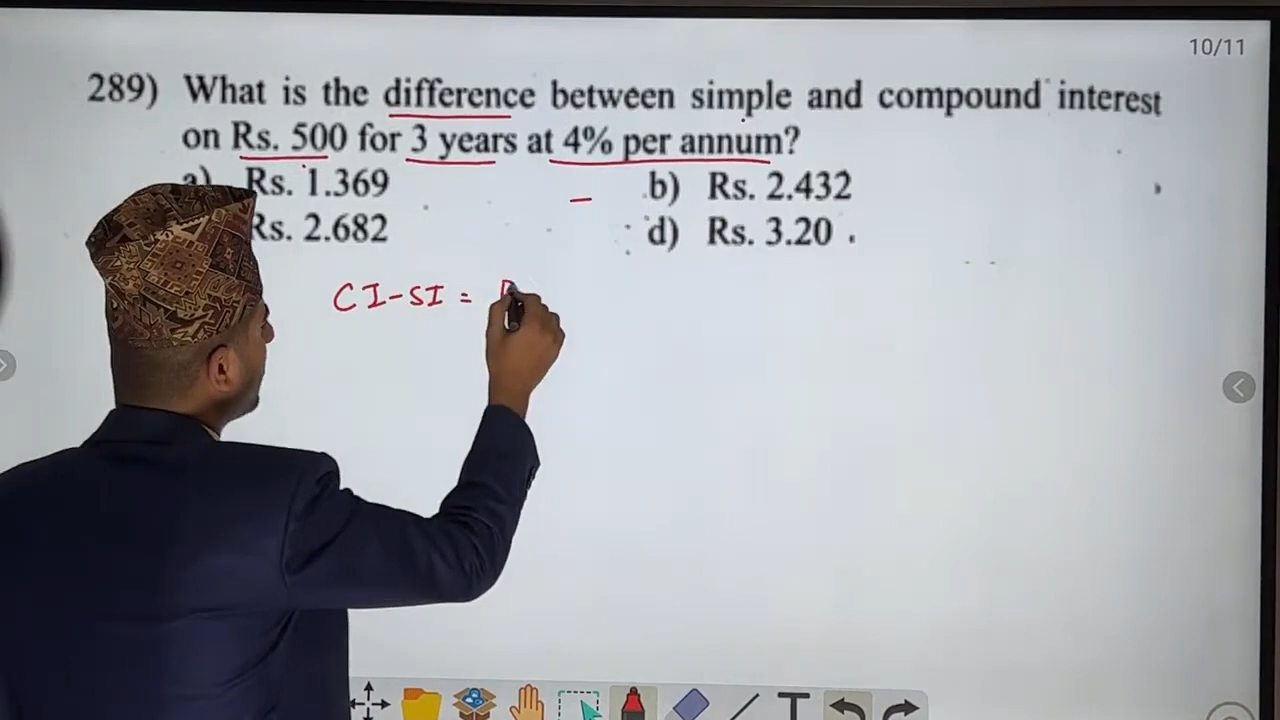 10/11
289) What is the difference between simple and compound interest
on Rs. 500 for 3 years at 4% per annum?
a) Rs. 1.369 b) Rs. 2.432
Rs. 2.682 d) Rs. 3.20
CI-SI =